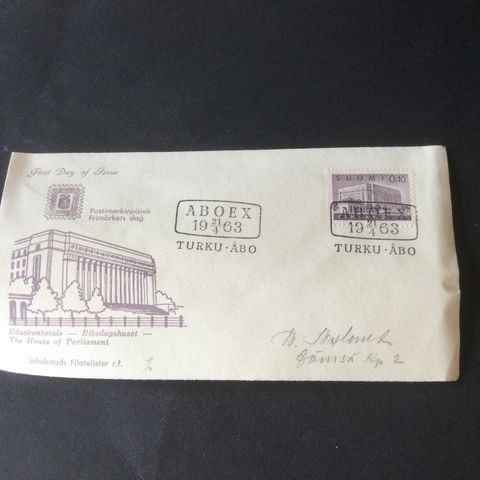 First Day of Issue
Postimerkinpäivä
Frimärkets dag
ABOEX
19 21/4 63
TURKU · ÅBO
SUOMI 0,40
FINLAND
ABOEX
19 21/4 63
TURKU · ÅBO
Eduskuntatalo — Riksdagshuset —
The House of Parliament
Jakobstads Filatelister r.f.
2
Jämsä Kp 2